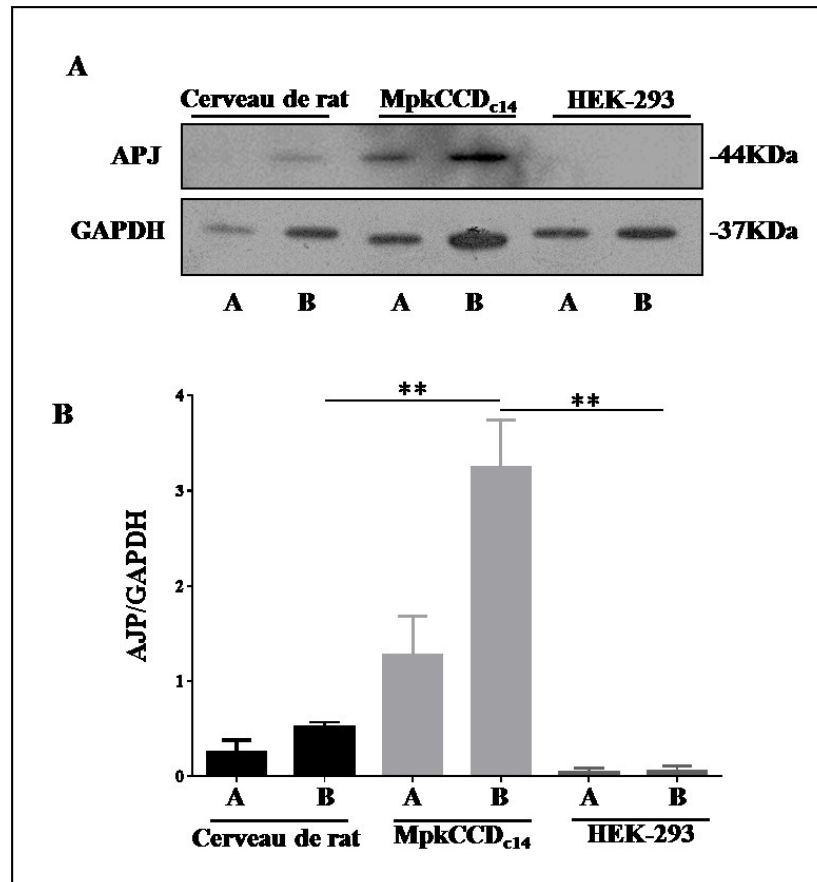 A
Cerveau de rat MpkCCDc14 HEK-293
APJ -44KDa
GAPDH -37KDa
A B A B A B
B
AJP/GAPDH
4
3
2
1
0
** **
A B A B A B
Cerveau de rat MpkCCDc14 HEK-293